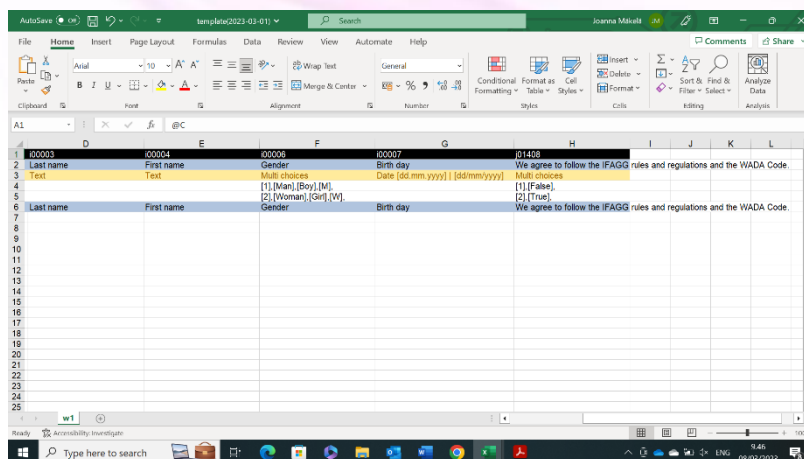 AutoSave Off template(2023-03-01) Search Joanna Mäkelä JM
File Home Insert Page Layout Formulas Data Review View Automate Help Comments Share
Paste Arial 10 A A Wrap Text General Conditional Format as Cell Insert Sort & Find & Analyze
B I U A Merge & Center % Formatting Table Styles Delete Filter Select Data
Format
Clipboard Font Alignment Number Styles Cells Editing Analysis
A1 fx @C
D E F G H I J K L
1 i00003 i00004 i00006 i00007 j01408
2 Last name First name Gender Birth day We agree to follow the IFAGG rules and regulations and the WADA Code.
3 Text Text Multi choices Date [dd.mm.yyyy] | [dd/mm/yyyy] Multi choices
4 [1],[Man],[Boy],[M], [1],[False],
5 [2],[Woman],[Girl],[W], [2],[True],
6 Last name First name Gender Birth day We agree to follow the IFAGG rules and regulations and the WADA Code.
7
8
9
10
11
12
13
14
15
16
17
18
19
20
21
22
23
24
25
w1
Ready Accessibility: Investigate
Type here to search ENG 9.46
09/03/2023